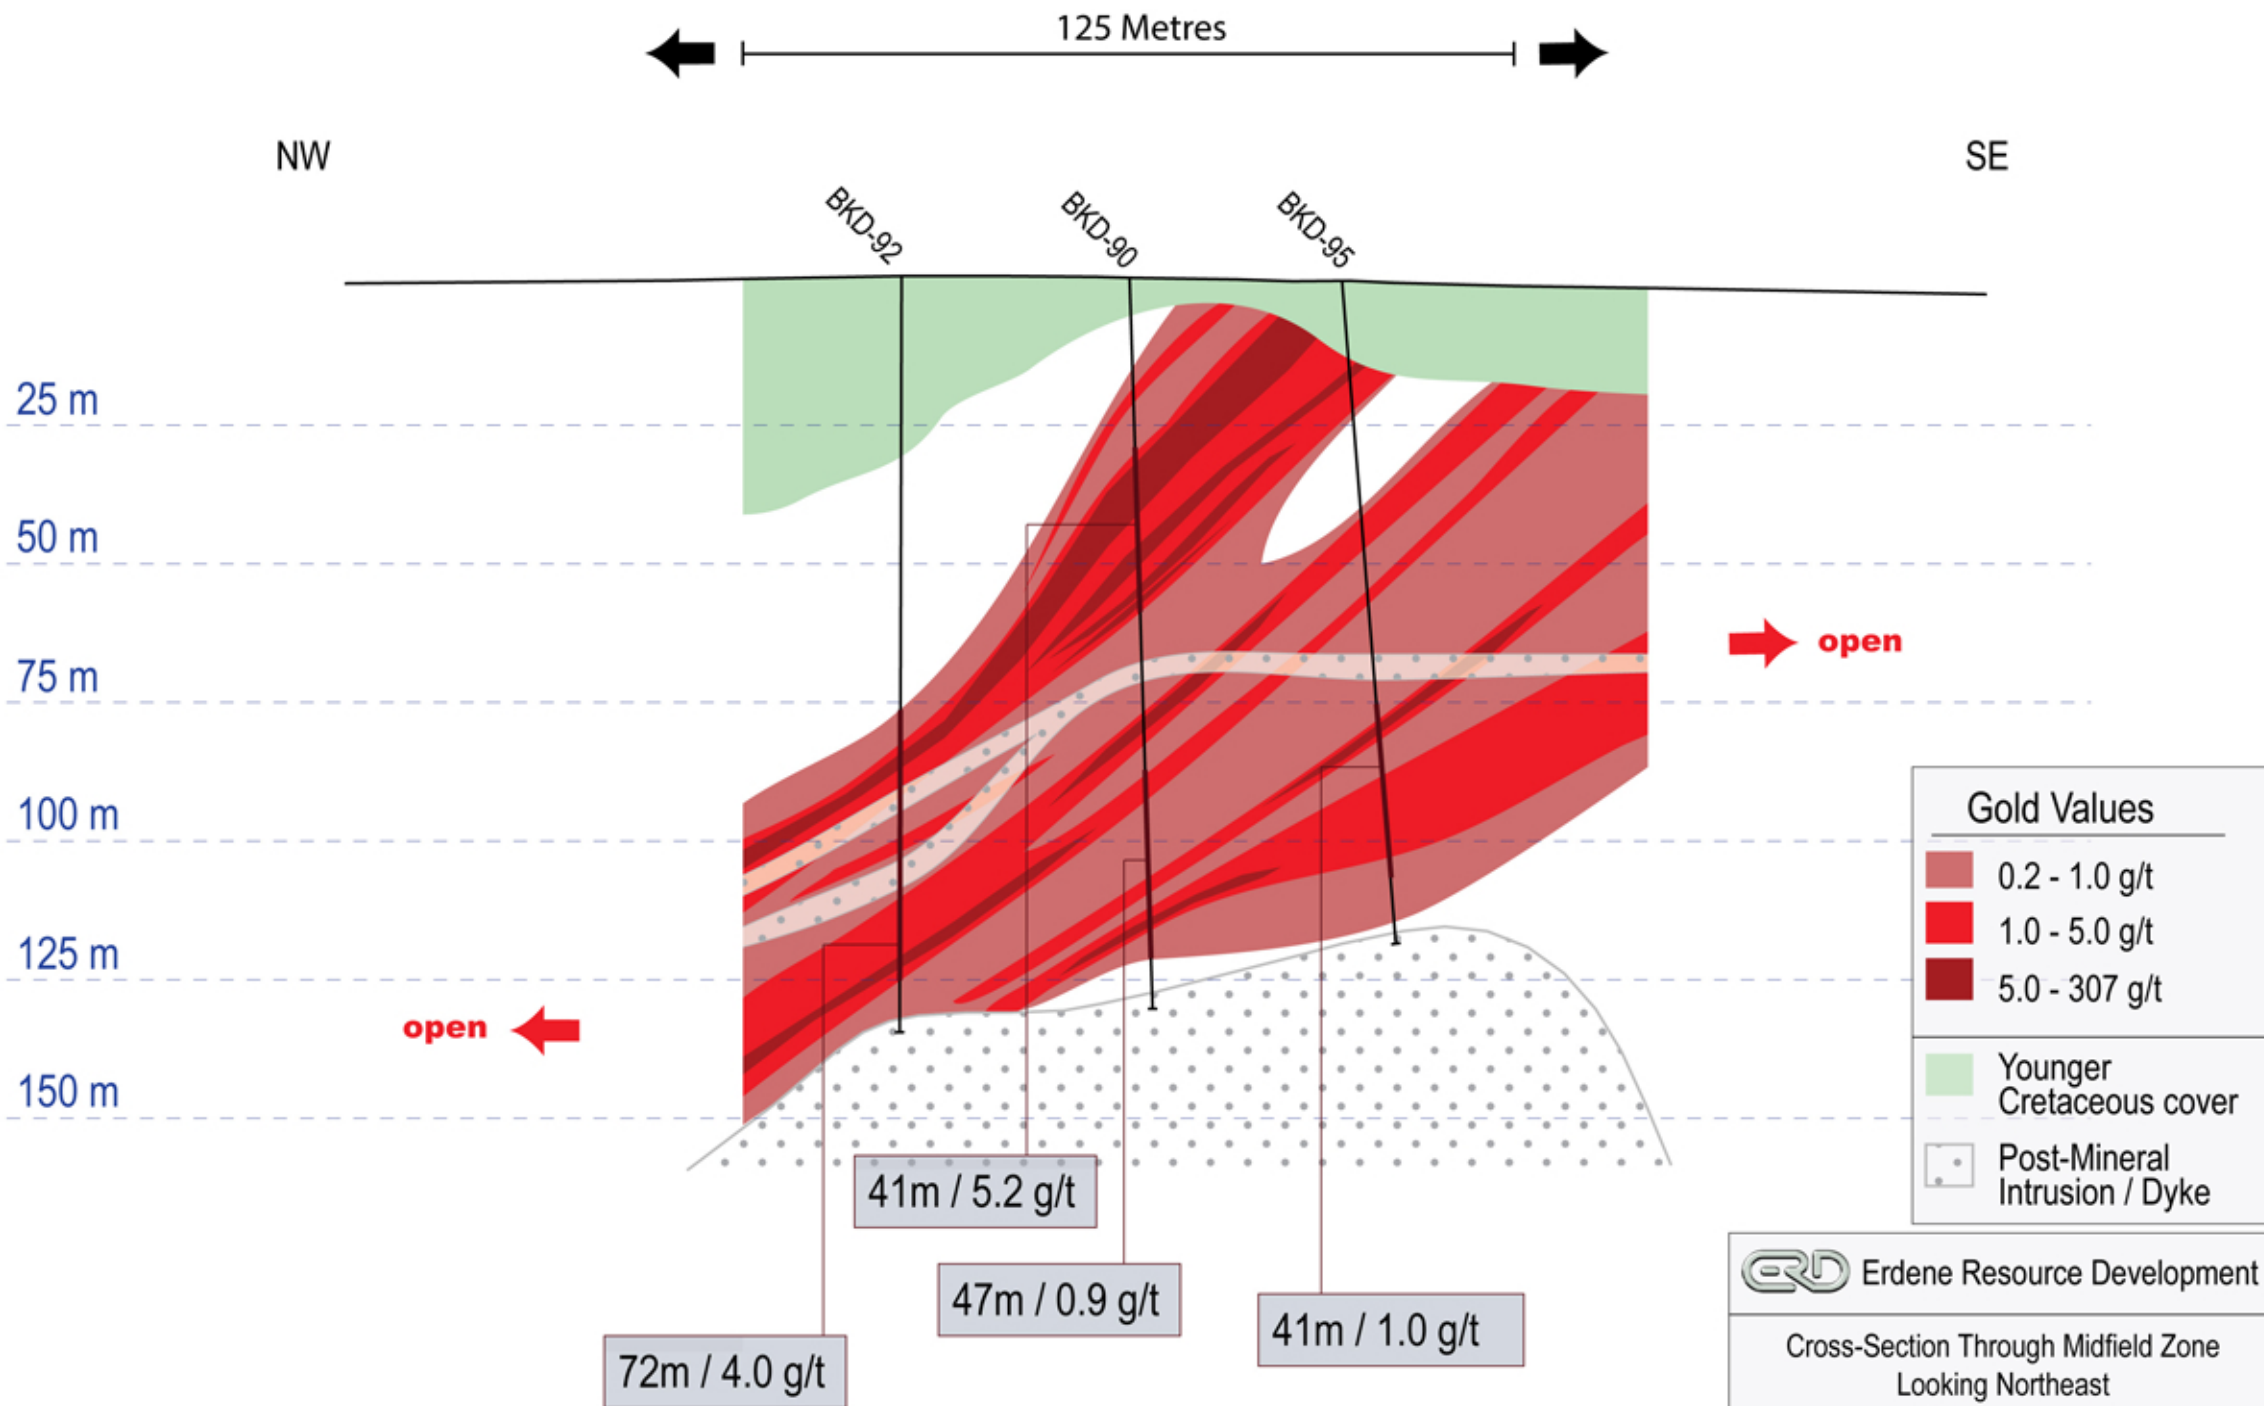 125 Metres
NW
SE
BKD-92
BKD-90
BKD-95
25 m
50 m
75 m
100 m
125 m
150 m
open
open
Gold Values
0.2 - 1.0 g/t
1.0 - 5.0 g/t
5.0 - 307 g/t
Younger
Cretaceous cover
Post-Mineral
Intrusion / Dyke
41m / 5.2 g/t
47m / 0.9 g/t
41m / 1.0 g/t
72m / 4.0 g/t
ERD Erdene Resource Development
Cross-Section Through Midfield Zone
Looking Northeast